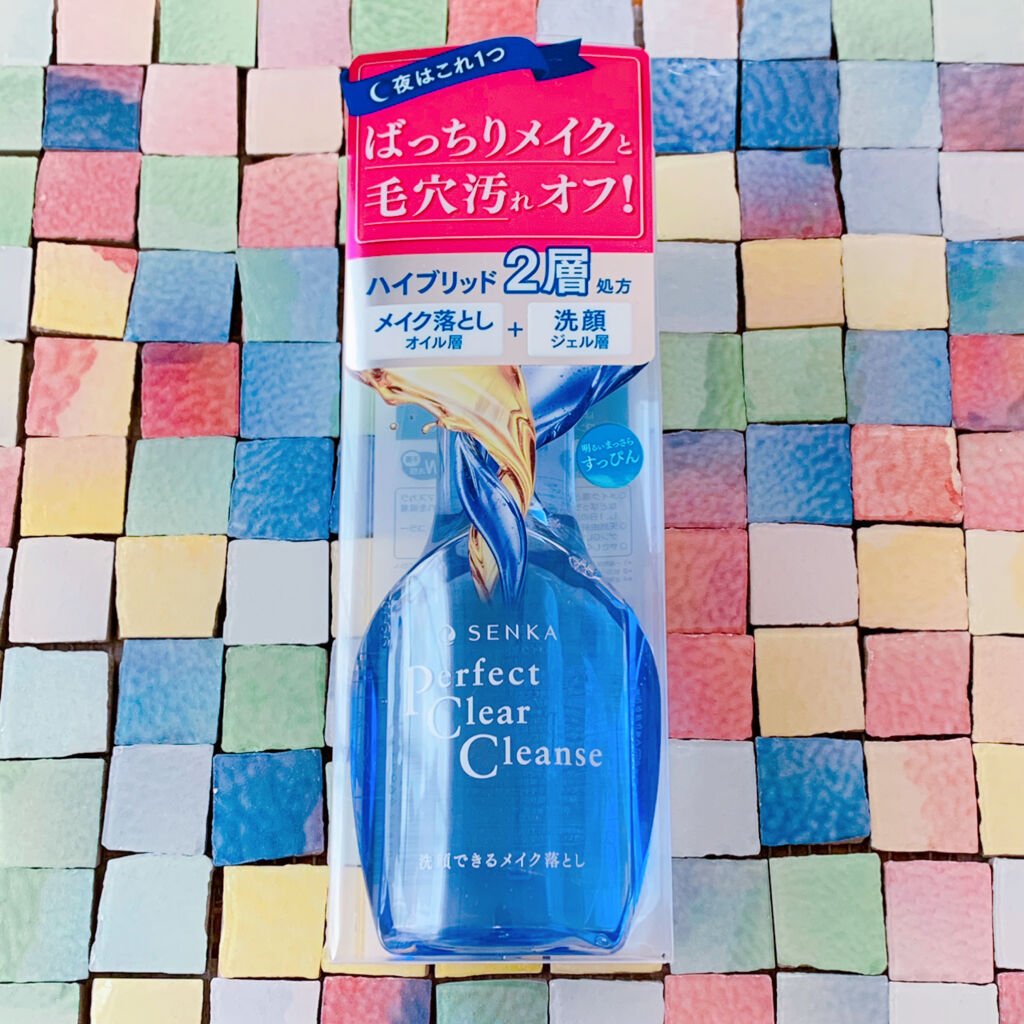 夜はこれ1つ
ばっちりメイクと
毛穴汚れオフ!
ハイブリッド2層処方
メイク落とし
オイル層
+
洗顔
ジェル層
明るいまっさら
すっぴん
SENKA
Perfect
Clear
Cleanse
洗顔できるメイク落とし